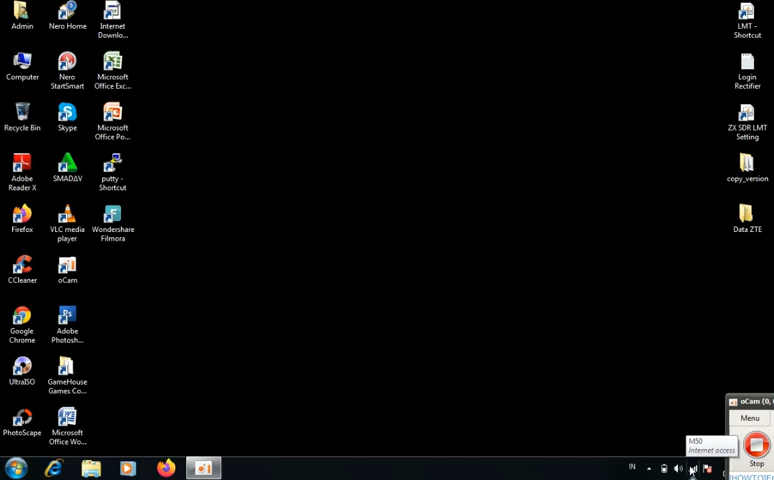 Admin
Nero Home
Internet
Downlo...
Computer
Nero
StartSmart
Microsoft
Office Exc...
Recycle Bin
Skype
Microsoft
Office Po...
Adobe
Reader X
SMADAV
putty -
Shortcut
Firefox
VLC media
player
Wondershare
Filmora
CCleaner
oCam
Google
Chrome
Adobe
Photosh...
UltraISO
GameHouse
Games Co...
PhotoScape
Microsoft
Office Wo...
LMT -
Shortcut
Login
Rectifier
ZX SDR LMT
Setting
copy_version
Data ZTE
oCam (0,
Menu
Stop
M50
Internet access
IN